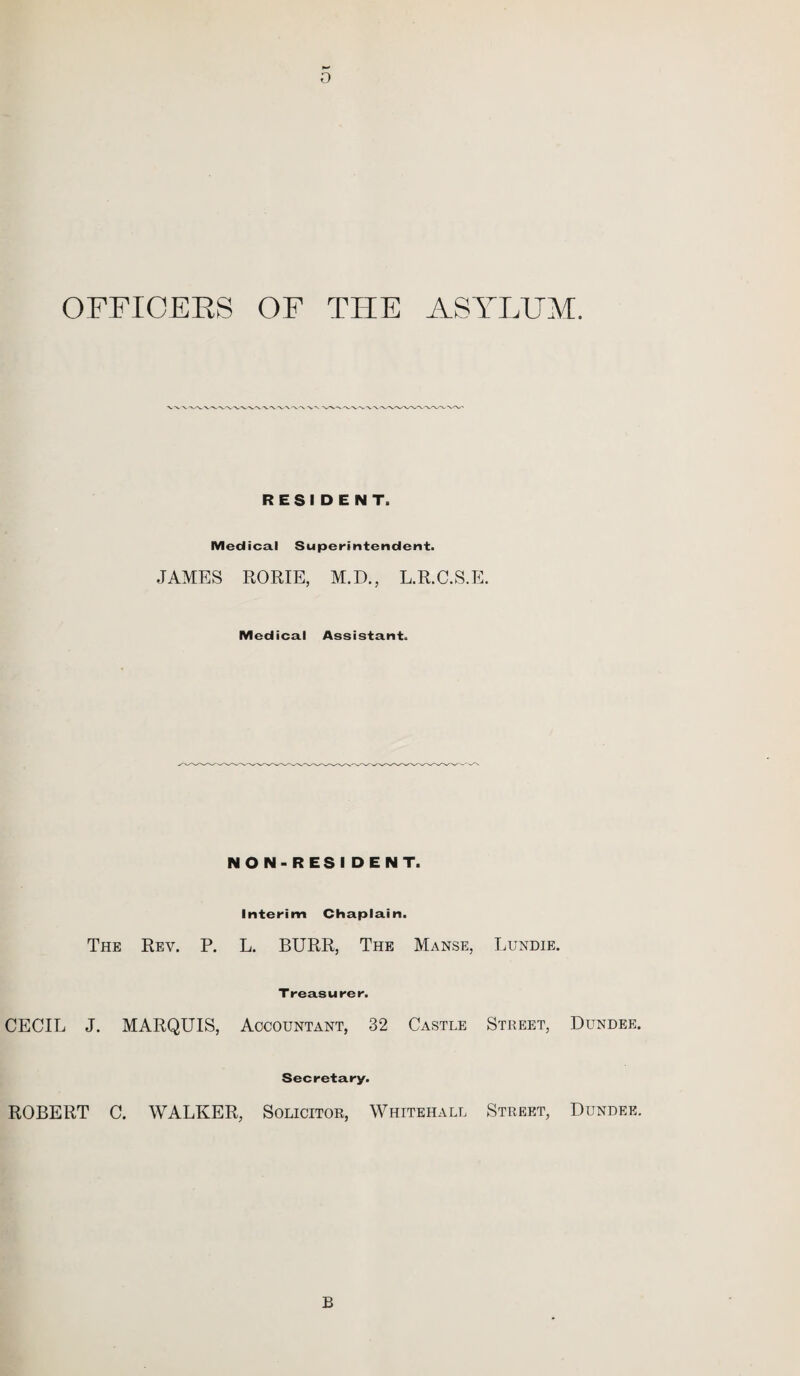 5
OFFICERS OF THE ASYLUM.
RESIDENT.
Medical Superintendent.
JAMES RORIE, M.D., L.R.C.S.E.
Medical Assistant.
NON-RESIDENT.
Interim Chaplain.
The Rev. P. L. BURR, The Manse, Lundie.
Treasurer.
CECIL J. MARQUIS, Accountant, 32 Castle Street, Dundee.
Secretary.
ROBERT C. WALKER, Solicitor, Whitehall Street, Dundee.
B